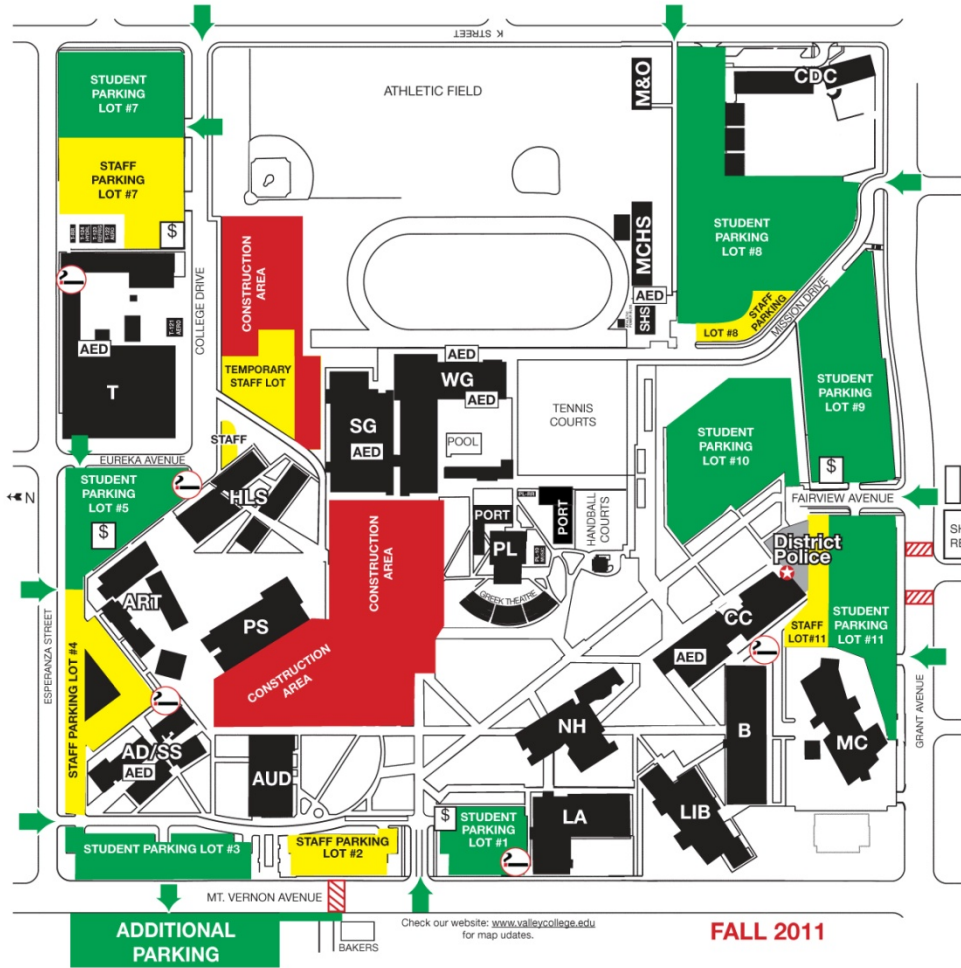 K STREET
STUDENT
PARKING
LOT #7
STAFF
PARKING
LOT #7
$
ATHLETIC FIELD
M&O
CDC
STUDENT
PARKING
LOT #8
MCHS
AED
SHS
STAFF
PARKING
LOT #8
MISSION DRIVE
CONSTRUCTION
AREA
COLLEGE DRIVE
T-121
AERO
AED
T
TEMPORARY
STAFF LOT
STAFF
SG
AED
AED
WG
AED
POOL
TENNIS
COURTS
STUDENT
PARKING
LOT #9
$
STUDENT
PARKING
LOT #10
EUREKA AVENUE
FAIRVIEW AVENUE
N
STUDENT
PARKING
LOT #5
$
HLS
PORT
PORT
PL
HANDBALL
COURTS
GREEK THEATRE
CONSTRUCTION
AREA
CONSTRUCTION
AREA
District
Police
SH
RE
ART
PS
CC
AED
STAFF
LOT#11
STUDENT
PARKING
LOT #11
ESPERANZA STREET
STAFF PARKING LOT #4
GRANT AVENUE
AD/SS
AED
AUD
NH
B
MC
LIB
LA
$
STUDENT
PARKING
LOT #1
STUDENT PARKING LOT #3
STAFF PARKING
LOT #2
MT. VERNON AVENUE
ADDITIONAL
PARKING
BAKERS
Check our website: www.valleycollege.edu
for map udates.
FALL 2011